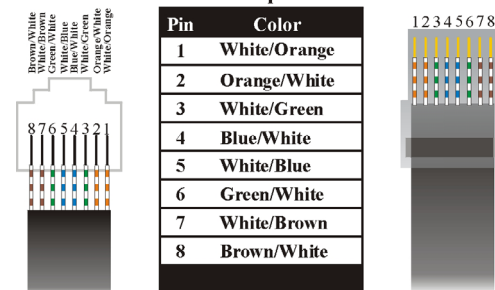 Brown/White
White/Brown
Green/White
White/Blue
Blue/White
White/Green
Orange/White
White/Orange
87654321
Pin Color
1 White/Orange
2 Orange/White
3 White/Green
4 Blue/White
5 White/Blue
6 Green/White
7 White/Brown
8 Brown/White
12345678